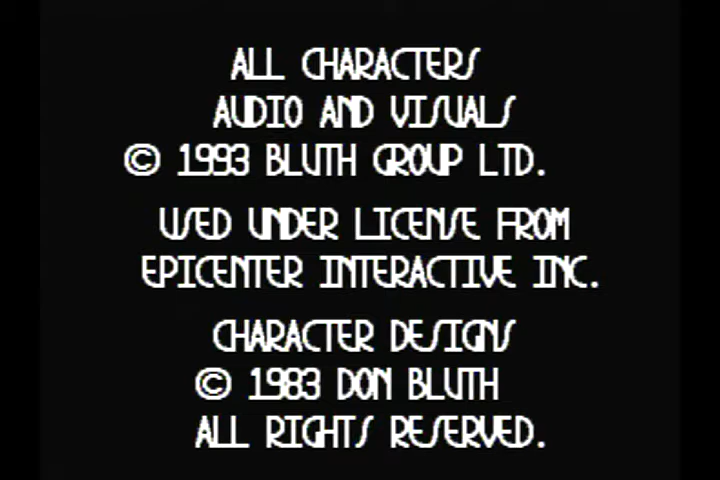 ALL CHARACTERS
AUDIO AND VISUALS
© 1993 BLUTH GROUP LTD.
USED UNDER LICENSE FROM
EPICENTER INTERACTIVE INC.
CHARACTER DESIGNS
© 1983 DON BLUTH
ALL RIGHTS RESERVED.